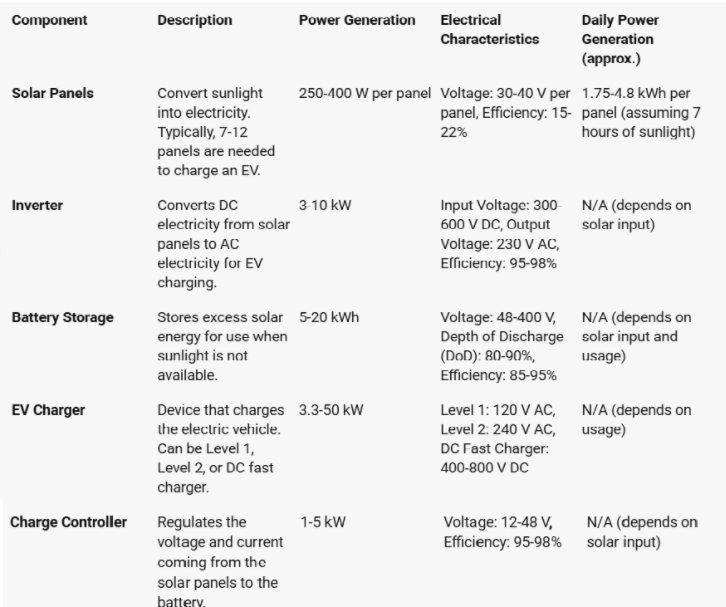 Component Description Power Generation Electrical Characteristics Daily Power Generation (approx.)
Solar Panels
Convert sunlight
into electricity.
Typically, 7-12
panels are needed
to charge an EV.
250-400 W per panel
Voltage: 30-40 V per
panel, Efficiency: 15-
22%
1.75-4.8 kWh per
panel (assuming 7
hours of sunlight)
Inverter
Converts DC
electricity from solar
panels to AC
electricity for EV
charging.
3-10 kW
Input Voltage: 300-
600 V DC, Output
Voltage: 230 V AC,
Efficiency: 95-98%
N/A (depends on
solar input)
Battery Storage
Stores excess solar
energy for use when
sunlight is not
available.
5-20 kWh
Voltage: 48-400 V,
Depth of Discharge
(DoD): 80-90%,
Efficiency: 85-95%
N/A (depends on
solar input and
usage)
EV Charger
Device that charges
the electric vehicle.
Can be Level 1,
Level 2, or DC fast
charger.
3.3-50 kW
Level 1: 120 V AC,
Level 2: 240 V AC,
DC Fast Charger:
400-800 V DC
N/A (depends on
usage)
Charge Controller
Regulates the
voltage and current
coming from the
solar panels to the
battery.
1-5 kW
Voltage: 12-48 V,
Efficiency: 95-98%
N/A (depends on
solar input)